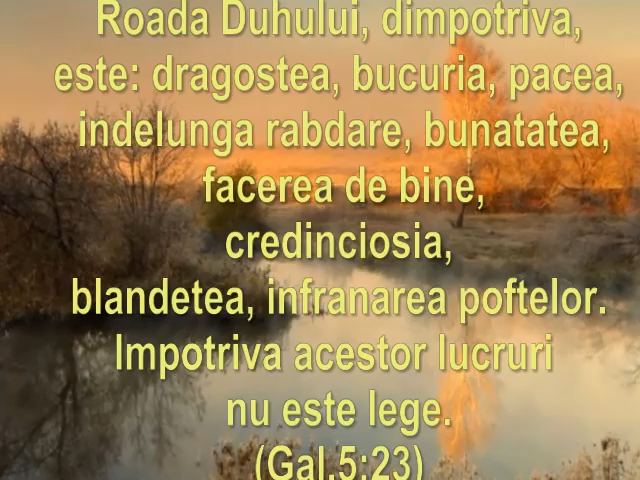 Roada Duhului, dimpotriva,
este: dragostea, bucuria, pacea,
indelunga rabdare, bunatatea,
facerea de bine,
credinciosia,
blandetea, infranarea poftelor.
Impotriva acestor lucruri
nu este lege.
(Gal.5:23)